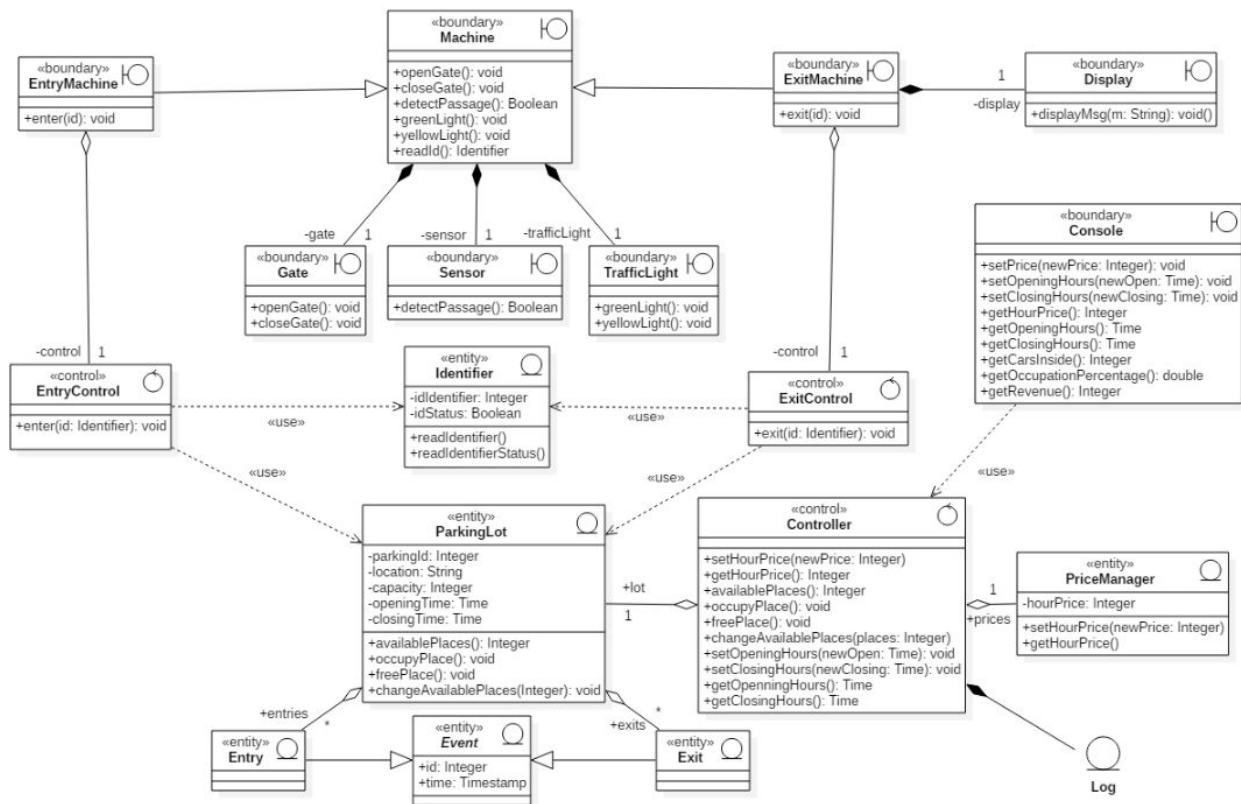 «boundary»
Machine
+openGate(): void
+closeGate(): void
+detectPassage(): Boolean
+greenLight(): void
+yellowLight(): void
+readId(): Identifier
«boundary»
EntryMachine
+enter(id): void
«boundary»
ExitMachine
+exit(id): void
1
-display
«boundary»
Display
+displayMsg(m: String): void()
-gate
1
-sensor
1
-trafficLight
1
«boundary»
Gate
+openGate(): void
+closeGate(): void
«boundary»
Sensor
+detectPassage(): Boolean
«boundary»
TrafficLight
+greenLight(): void
+yellowLight(): void
«boundary»
Console
+setPrice(newPrice: Integer): void
+setOpeningHours(newOpen: Time): void
+setClosingHours(newClosing: Time): void
+getHourPrice(): Integer
+getOpeningHours(): Time
+getClosingHours(): Time
+getCarsInside(): Integer
+getOccupationPercentage(): double
+getRevenue(): Integer
-control
1
«control»
EntryControl
+enter(id: Identifier): void
«use»
«entity»
Identifier
-idIdentifier: Integer
-idStatus: Boolean
+readIdentifier()
+readIdentifierStatus()
«use»
-control
1
«control»
ExitControl
+exit(id: Identifier): void
«use»
«use»
«use»
«entity»
ParkingLot
-parkingId: Integer
-location: String
-capacity: Integer
-openingTime: Time
-closingTime: Time
+availablePlaces(): Integer
+occupyPlace(): void
+freePlace(): void
+changeAvailablePlaces(Integer): void
+lot
1
«control»
Controller
+setHourPrice(newPrice: Integer)
+getHourPrice(): Integer
+availablePlaces(): Integer
+occupyPlace(): void
+freePlace(): void
+changeAvailablePlaces(places: Integer)
+setOpeningHours(newOpen: Time): void
+setClosingHours(newClosing: Time): void
+getOpenningHours(): Time
+getClosingHours(): Time
1
+prices
«entity»
PriceManager
-hourPrice: Integer
+setHourPrice(newPrice: Integer)
+getHourPrice()
+entries
*
+exits
*
«entity»
Entry
«entity»
Event
+id: Integer
+time: Timestamp
«entity»
Exit
Log